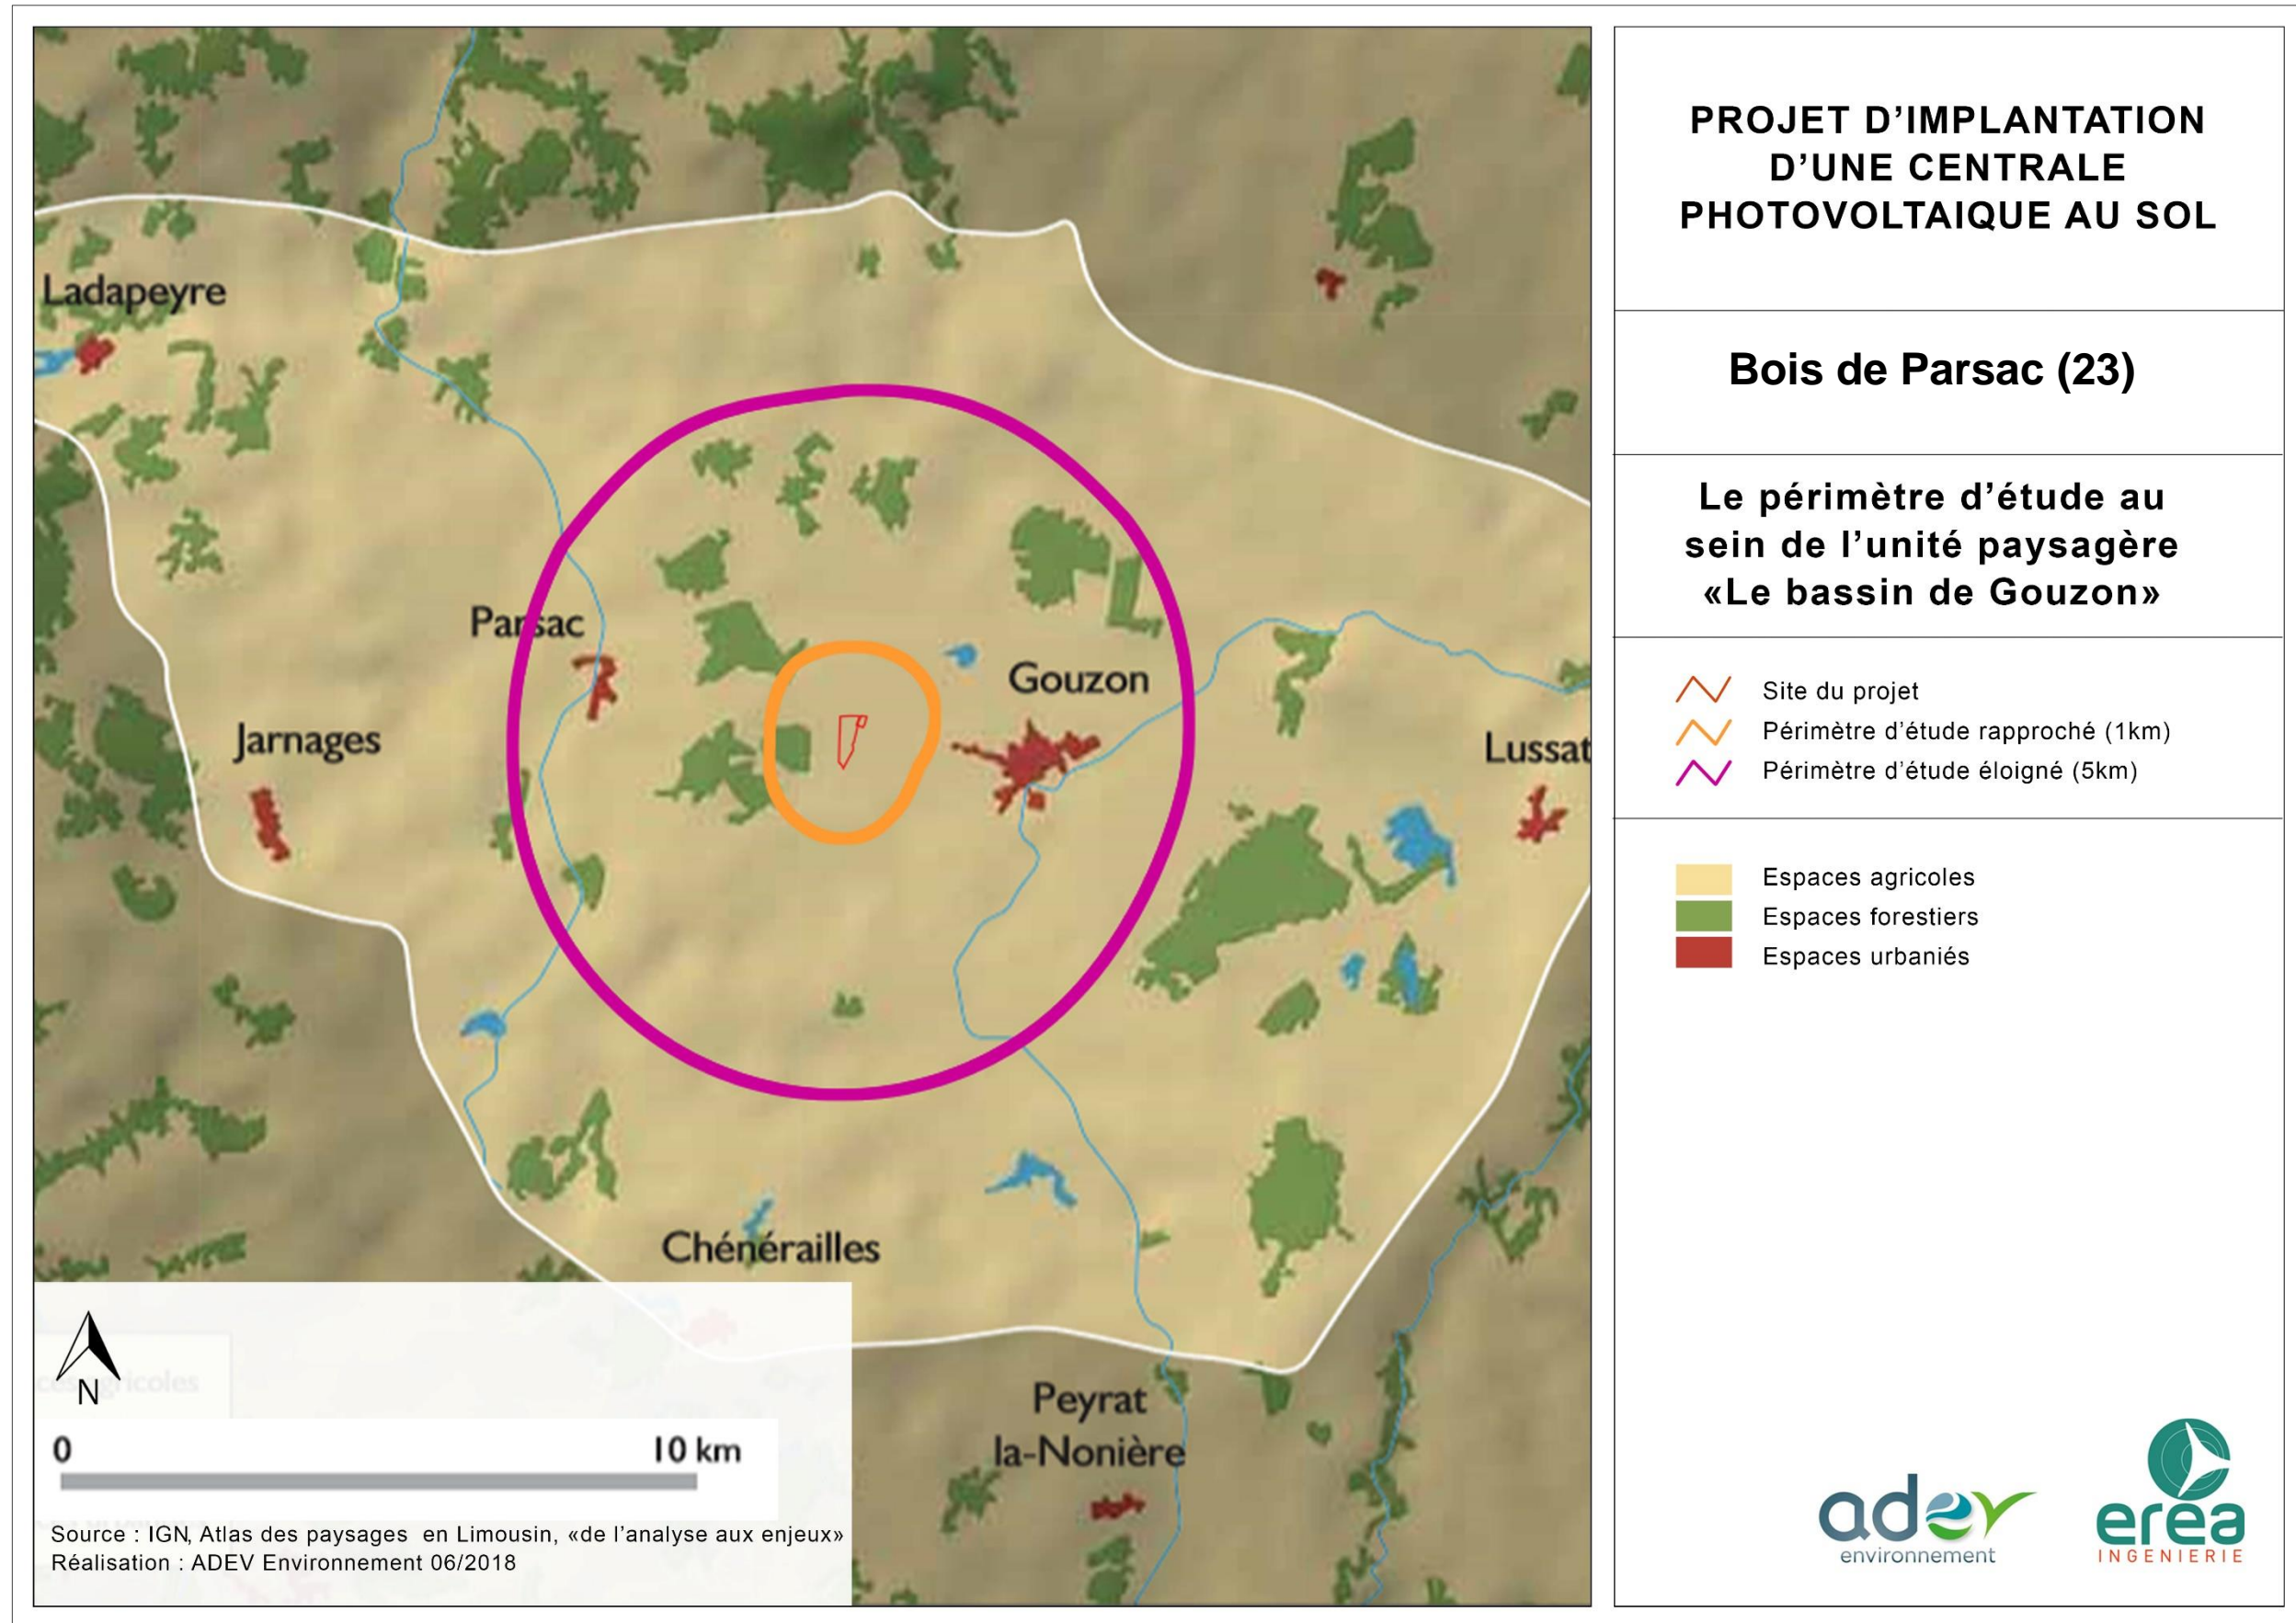 Ladapeyre
Parsac
Gouzon
Jarnages
Lussat
Chénérailles
Peyrat
la-Nonière
N
0
10 km
Source : IGN, Atlas des paysages en Limousin, «de l'analyse aux enjeux»
Réalisation : ADEV Environnement 06/2018
PROJET D'IMPLANTATION
D'UNE CENTRALE
PHOTOVOLTAIQUE AU SOL
Bois de Parsac (23)
Le périmètre d'étude au
sein de l'unité paysagère
«Le bassin de Gouzon»
Site du projet
Périmètre d'étude rapproché (1km)
Périmètre d'étude éloigné (5km)
Espaces agricoles
Espaces forestiers
Espaces urbaniés
adev
environnement
erea
INGENIERIE